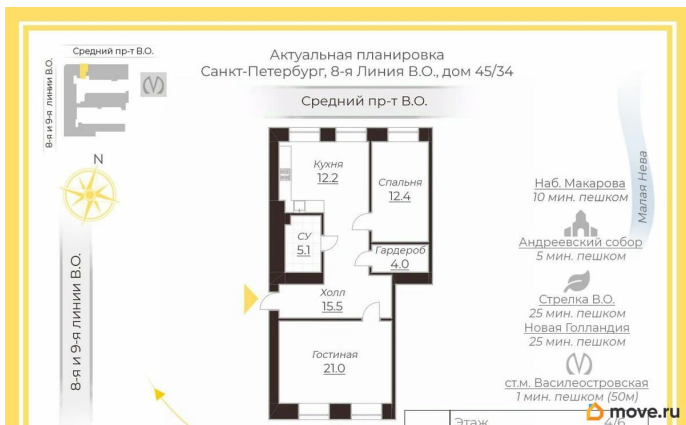 Средний пр-т В.О.
8-я и 9-я линии В.О.
Актуальная планировка
Санкт-Петербург, 8-я Линия В.О., дом 45/34
Средний пр-т В.О.
N
8-я и 9-я линии В.О.
Кухня
12.2
Спальня
12.4
СУ
5.1
Гардероб
4.0
Холл
15.5
Гостиная
21.0
Малая Нева
Наб. Макарова
10 мин. пешком
Андреевский собор
5 мин. пешком
Стрелка В.О.
25 мин. пешком
Новая Голландия
25 мин. пешком
ст.м. Василеостровская
1 мин. пешком (50м)
Этаж 4/6
move.ru